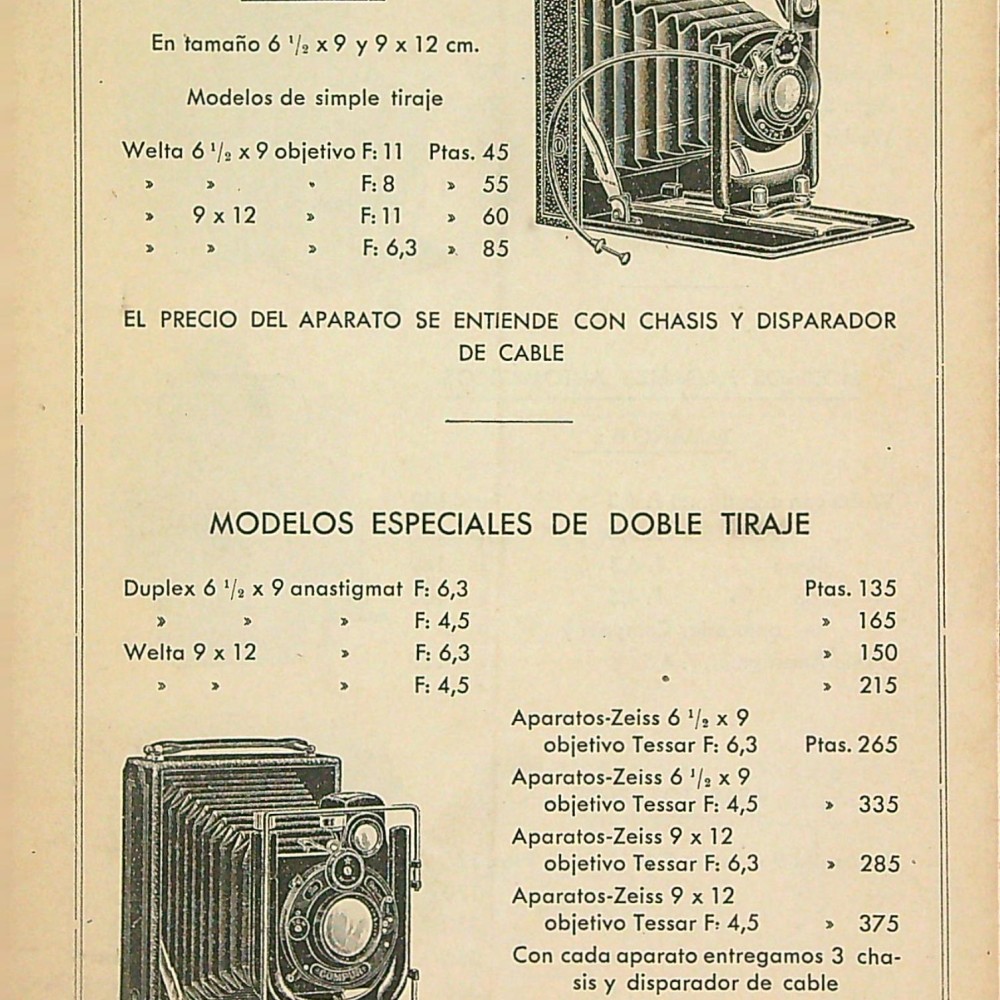 En tamaño 6 ¹/₂ x 9 y 9 x 12 cm.
Modelos de simple tiraje
Welta 6 ¹/₂ x 9 objetivo F: 11 Ptas. 45
» » » F: 8 » 55
» 9 x 12 » F: 11 » 60
» » » F: 6,3 » 85
EL PRECIO DEL APARATO SE ENTIENDE CON CHASIS Y DISPARADOR
DE CABLE
MODELOS ESPECIALES DE DOBLE TIRAJE
Duplex 6 ¹/₂ x 9 anastigmat F: 6,3 Ptas. 135
» » » F: 4,5 » 165
Welta 9 x 12 » F: 6,3 » 150
» » » F: 4,5 » 215
Aparatos-Zeiss 6 ¹/₂ x 9
objetivo Tessar F: 6,3 Ptas. 265
Aparatos-Zeiss 6 ¹/₂ x 9
objetivo Tessar F: 4,5 » 335
Aparatos-Zeiss 9 x 12
objetivo Tessar F: 6,3 » 285
Aparatos-Zeiss 9 x 12
objetivo Tessar F: 4,5 » 375
Con cada aparato entregamos 3 cha-
sis y disparador de cable
COMPUR